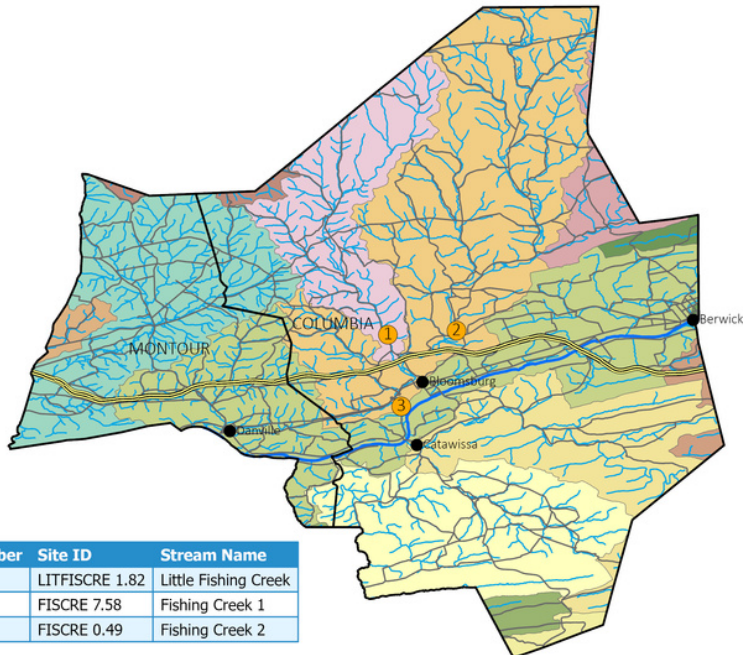 COLUMBIA
1
2
Berwick
MONTOUR
Bloomsburg
3
Danville
Catawissa
ber Site ID Stream Name
LITFISCRE 1.82 Little Fishing Creek
FISCRE 7.58 Fishing Creek 1
FISCRE 0.49 Fishing Creek 2